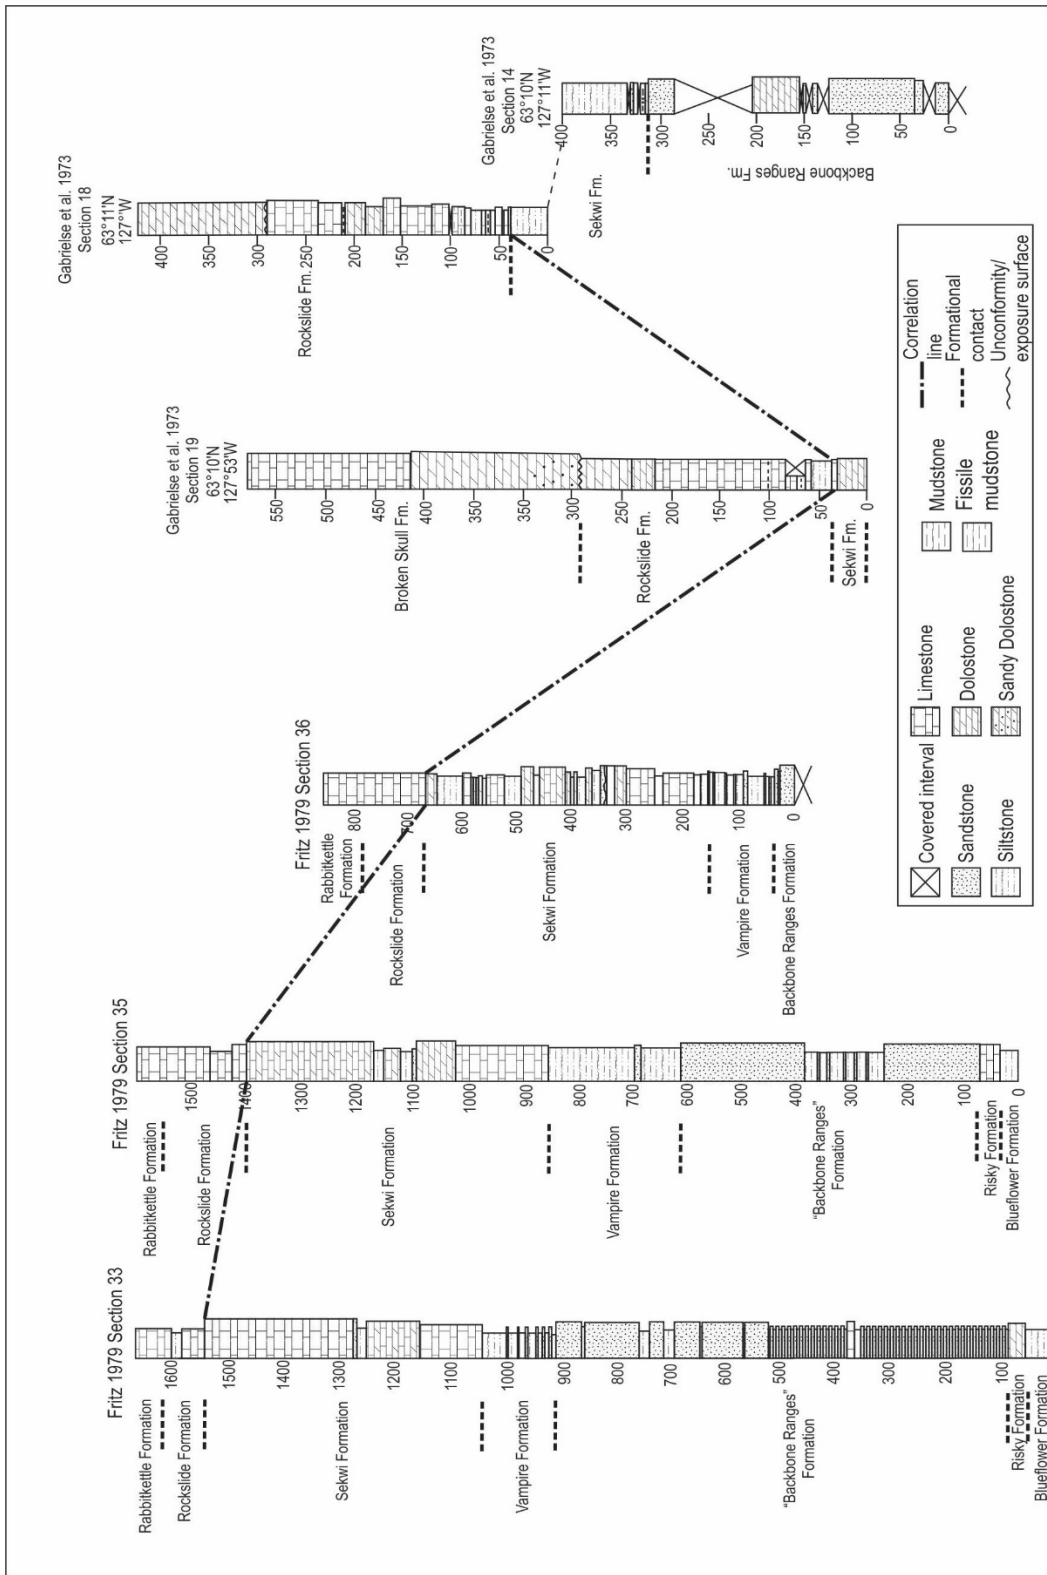 Fritz 1979 Section 33
Rabbitkettle Formation
Rockslide Formation
Sekwi Formation
Vampire Formation
"Backbone Ranges"
Formation
Risky Formation
Blueflower Formation
1600
1500
1400
1300
1200
1100
1000
900
800
700
600
500
400
300
200
100
Fritz 1979 Section 35
Rabbitkettle Formation
Rockslide Formation
Sekwi Formation
Vampire Formation
"Backbone Ranges"
Formation
Risky Formation
Blueflower Formation
1500
1400
1300
1200
1100
1000
900
800
700
600
500
400
300
200
100
0
Fritz 1979 Section 36
Rabbitkettle
Formation
Rockslide Formation
Sekwi Formation
Vampire Formation
Backbone Ranges Formation
800
700
600
500
400
300
200
100
0
Gabrielse et al. 1973
Section 19
63°10'N
127°53'W
Broken Skull Fm.
Rockslide Fm.
Sekwi Fm.
550
500
450
400
350
300
250
200
150
100
50
0
Gabrielse et al. 1973
Section 18
63°11'N
127°'W
Rockslide Fm.
400
350
300
250
200
150
100
50
0
Sekwi Fm.
Gabrielse et al. 1973
Section 14
63°10'N
127°11'W
400
350
300
250
200
150
100
50
0
Backbone Ranges Fm.
Covered interval
Sandstone
Siltstone
Limestone
Dolostone
Sandy Dolostone
Mudstone
Fissile
mudstone
Correlation
line
Formational
contact
Unconformity/
exposure surface